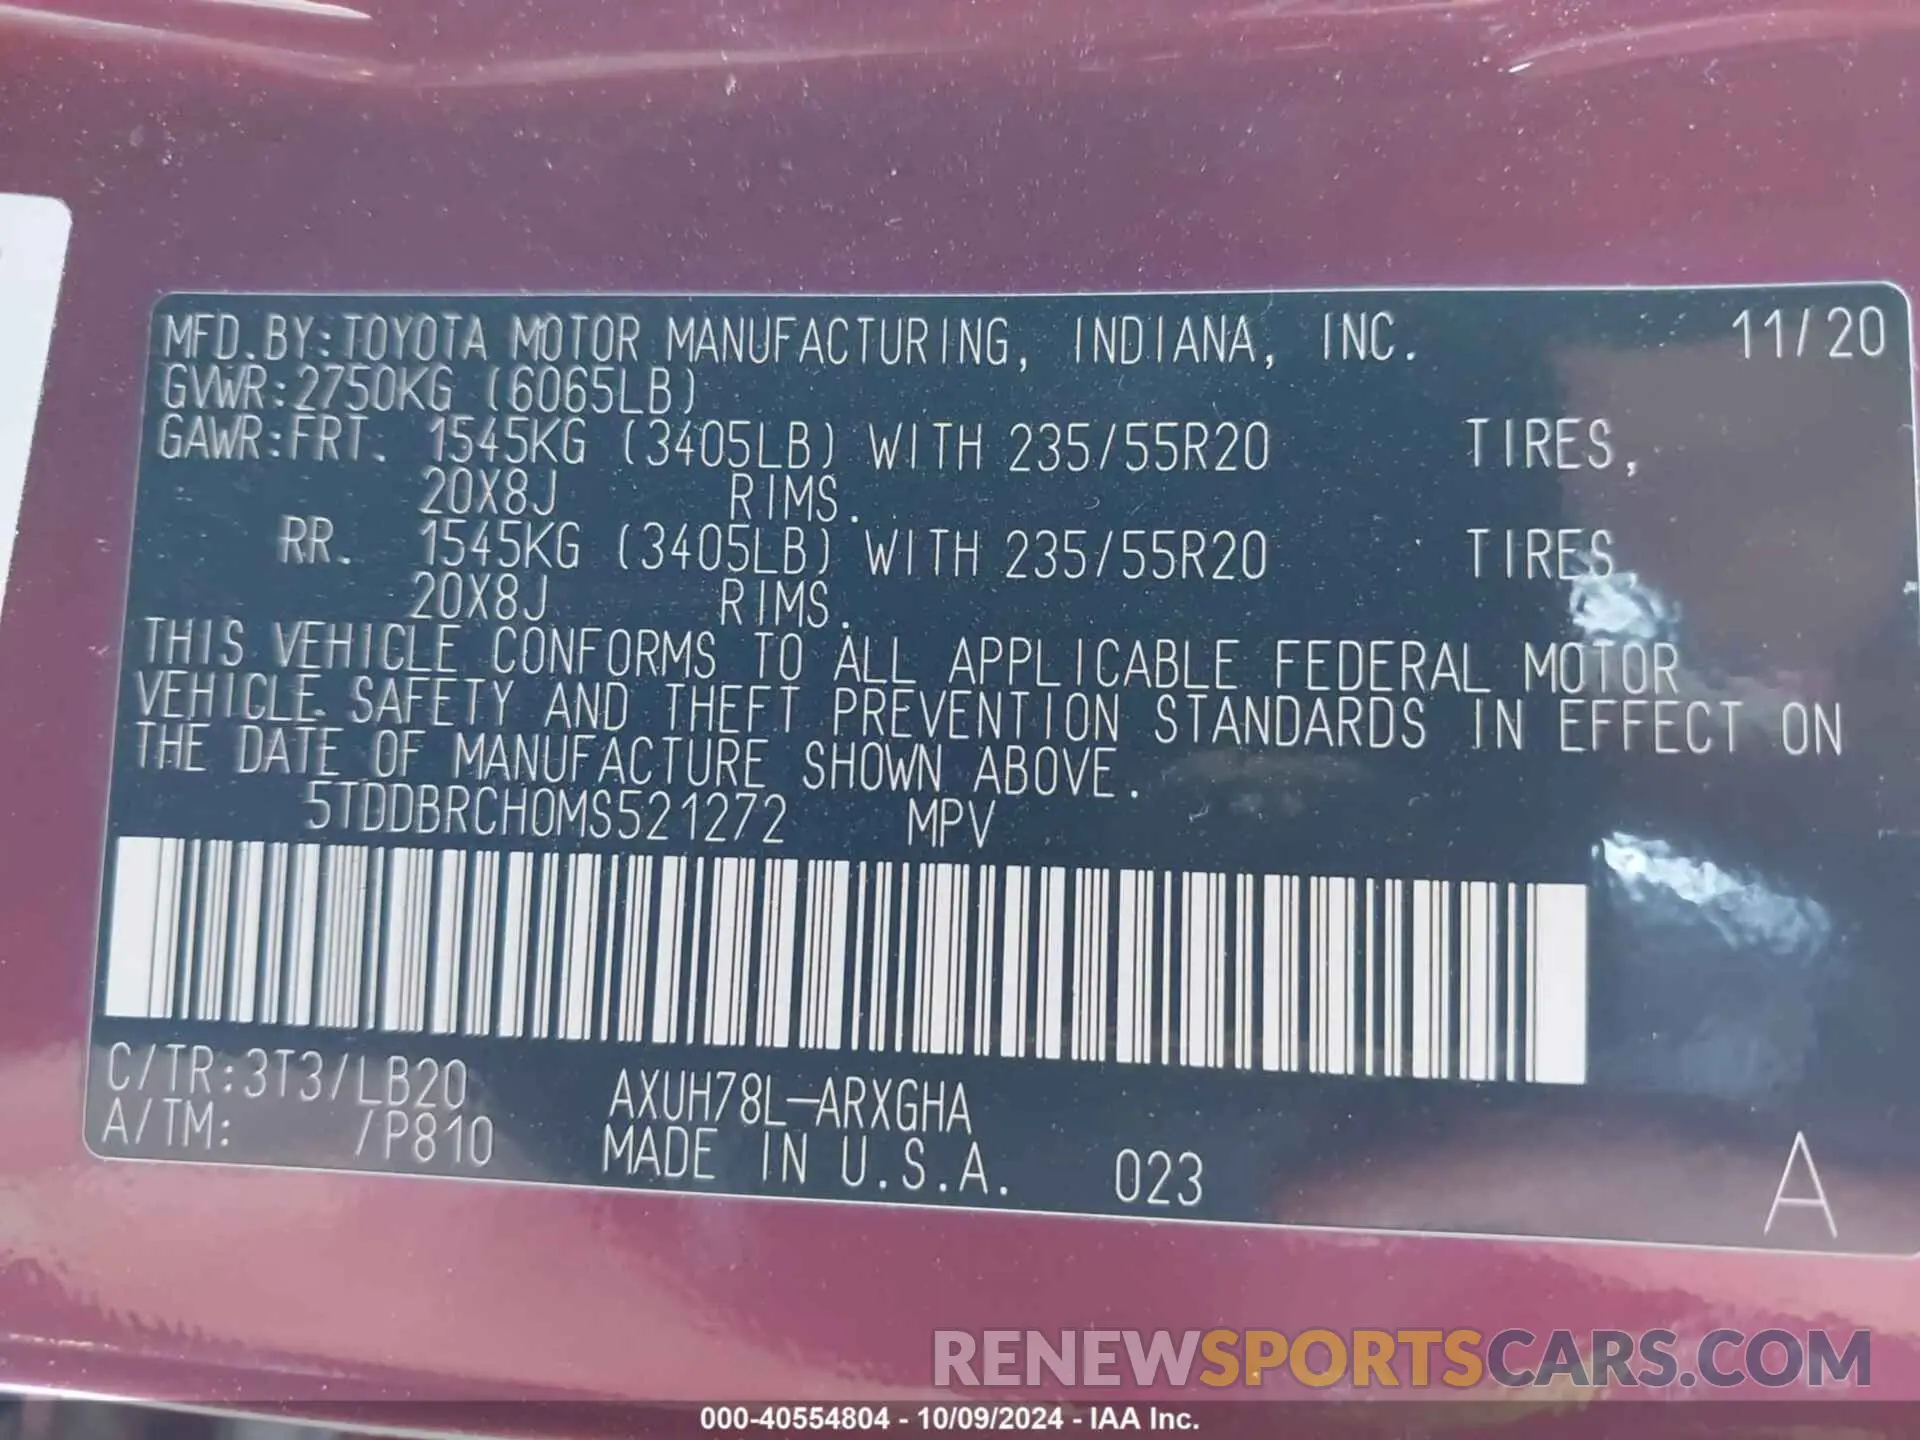 MFD.BY:TOYOTA MOTOR MANUFACTURING, INDIANA, INC. 11/20
GVWR:2750KG (6065LB)
GAWR:FRT. 1545KG (3405LB) WITH 235/55R20 TIRES,
20X8J RIMS.
RR. 1545KG (3405LB) WITH 235/55R20 TIRES,
20X8J RIMS.
THIS VEHICLE CONFORMS TO ALL APPLICABLE FEDERAL MOTOR
VEHICLE SAFETY AND THEFT PREVENTION STANDARDS IN EFFECT ON
THE DATE OF MANUFACTURE SHOWN ABOVE.
5TDDBRCH0MS521272 MPV
C/TR:3T3/LB20 AXUH78L-ARXGHA
A/TM: /P810 MADE IN U.S.A. 023 A
RENEWSPORTSCARS.COM
000-40554804 - 10/09/2024 - IAA Inc.